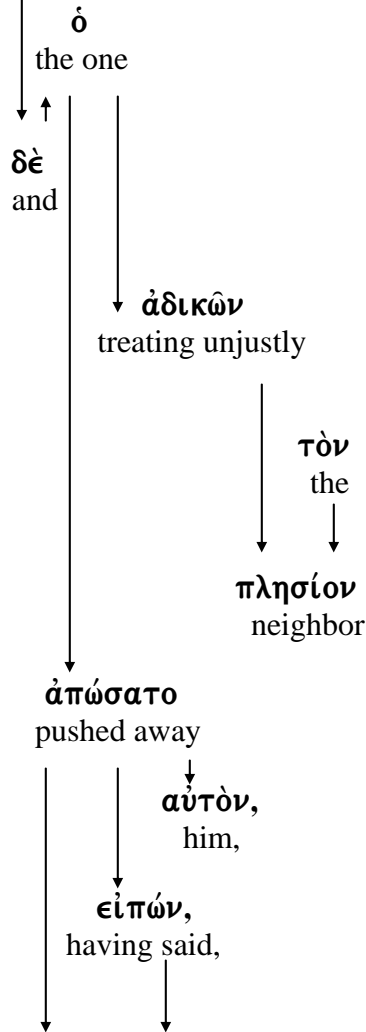 ὁ
the one
δὲ
and
ἀδικῶν
treating unjustly
τὸν
the
πλησίον
neighbor
ἀπώσατο
pushed away
αὐτὸν,
him,
εἰπών,
having said,